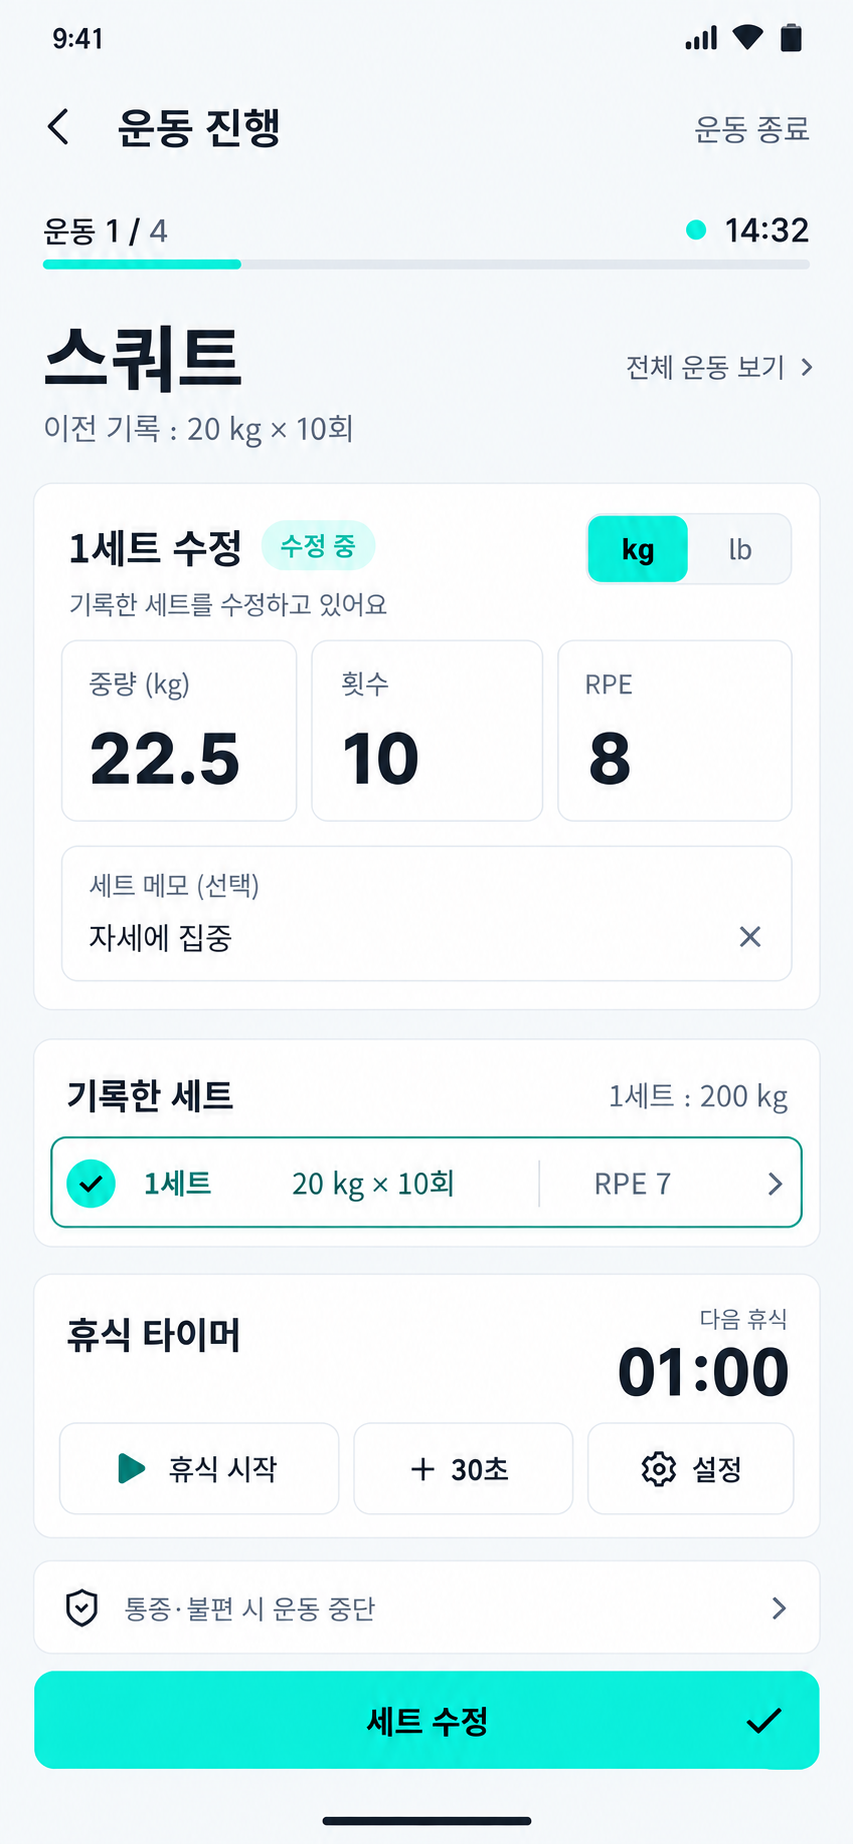 9:41
운동 진행
운동 종료
운동 1 / 4
14:32
스쿼트
전체 운동 보기
이전 기록 : 20 kg × 10회
1세트 수정
수정 중
kg
lb
기록한 세트를 수정하고 있어요
중량 (kg)
횟수
RPE
22.5
10
8
세트 메모 (선택)
자세에 집중
기록한 세트
1세트 : 200 kg
1세트
20 kg × 10회
RPE 7
휴식 타이머
다음 휴식
01:00
휴식 시작
+ 30초
설정
통종·불편 시 운동 중단
세트 수정